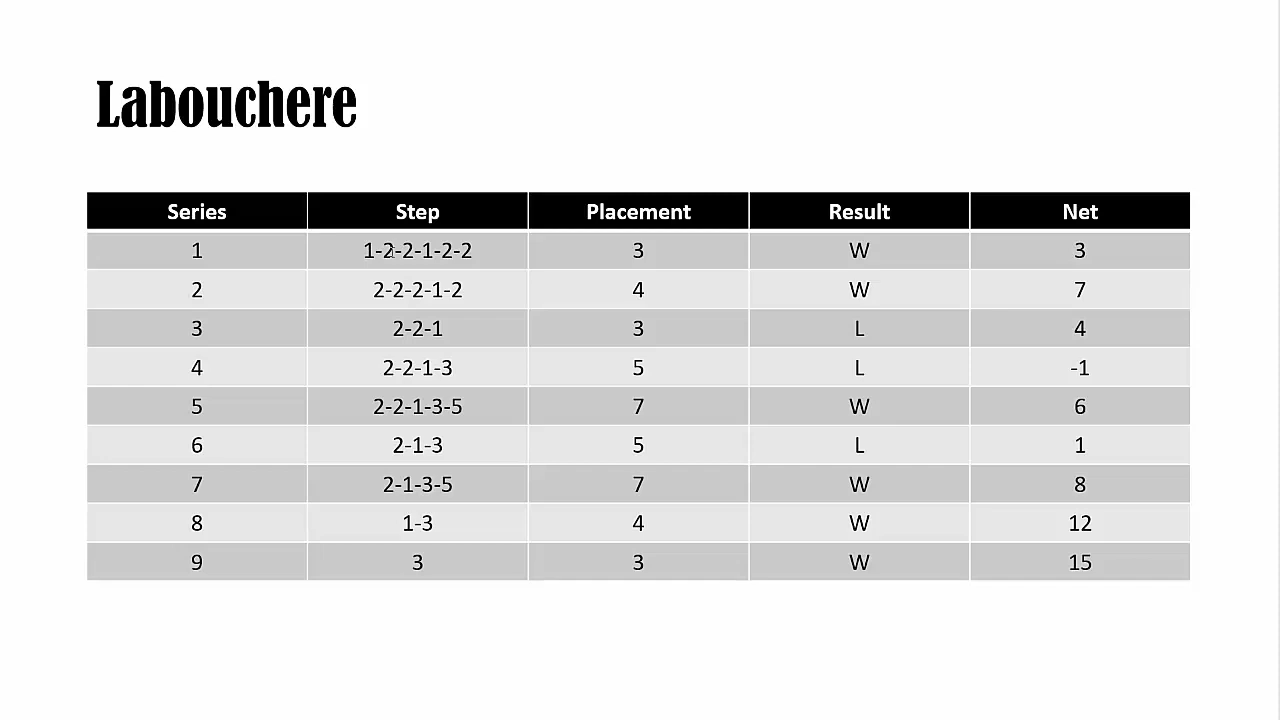 Labouchere
Series Step Placement Result Net
1 1-2-2-1-2-2 3 W 3
2 2-2-2-1-2 4 W 7
3 2-2-1 3 L 4
4 2-2-1-3 5 L -1
5 2-2-1-3-5 7 W 6
6 2-1-3 5 L 1
7 2-1-3-5 7 W 8
8 1-3 4 W 12
9 3 3 W 15